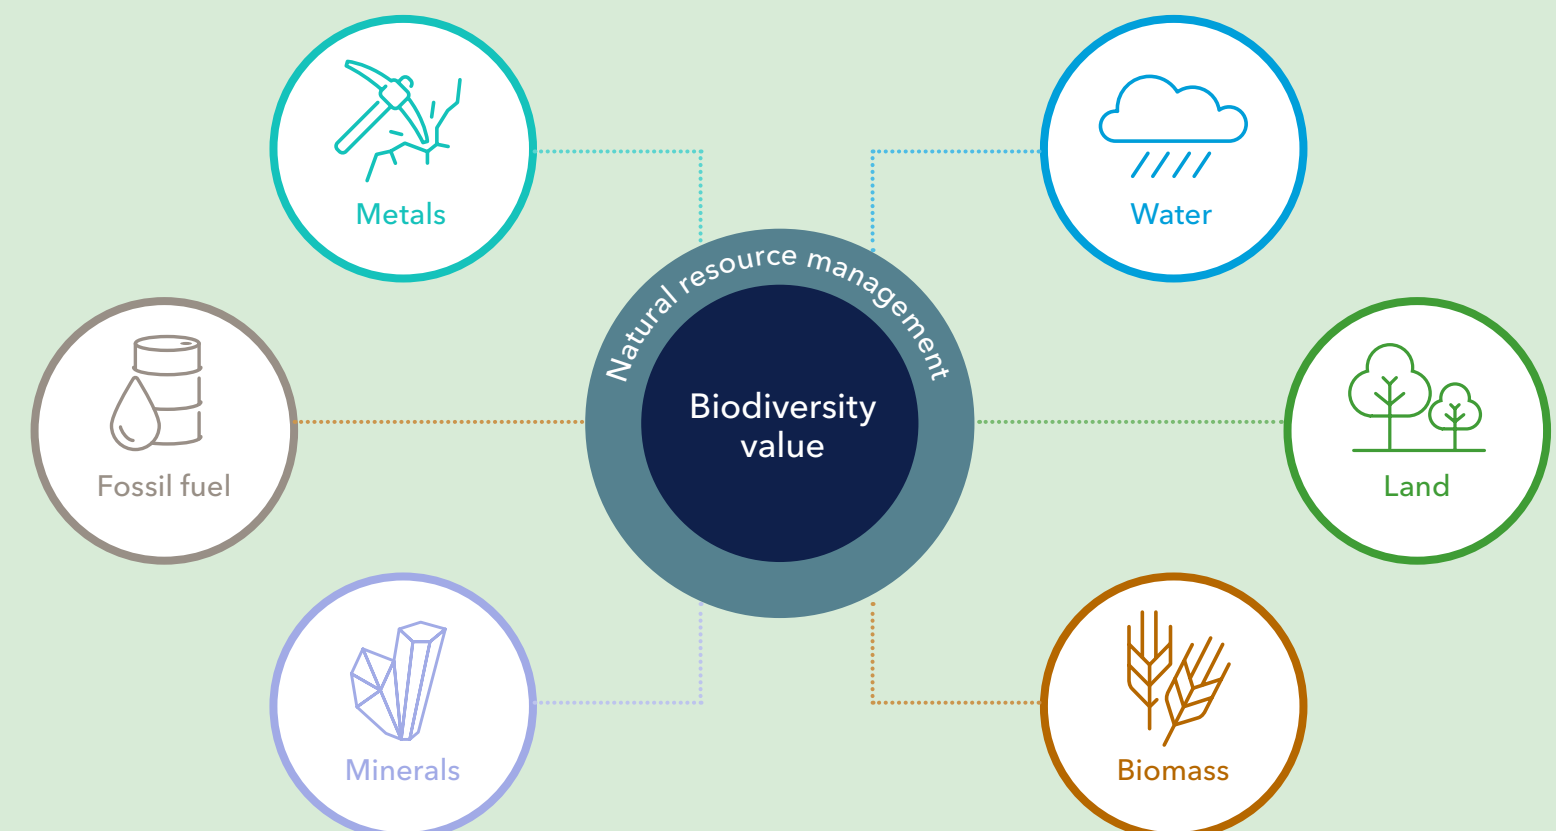 Metals
Water
Natural resource management
Biodiversity
value
Fossil fuel
Land
Minerals
Biomass